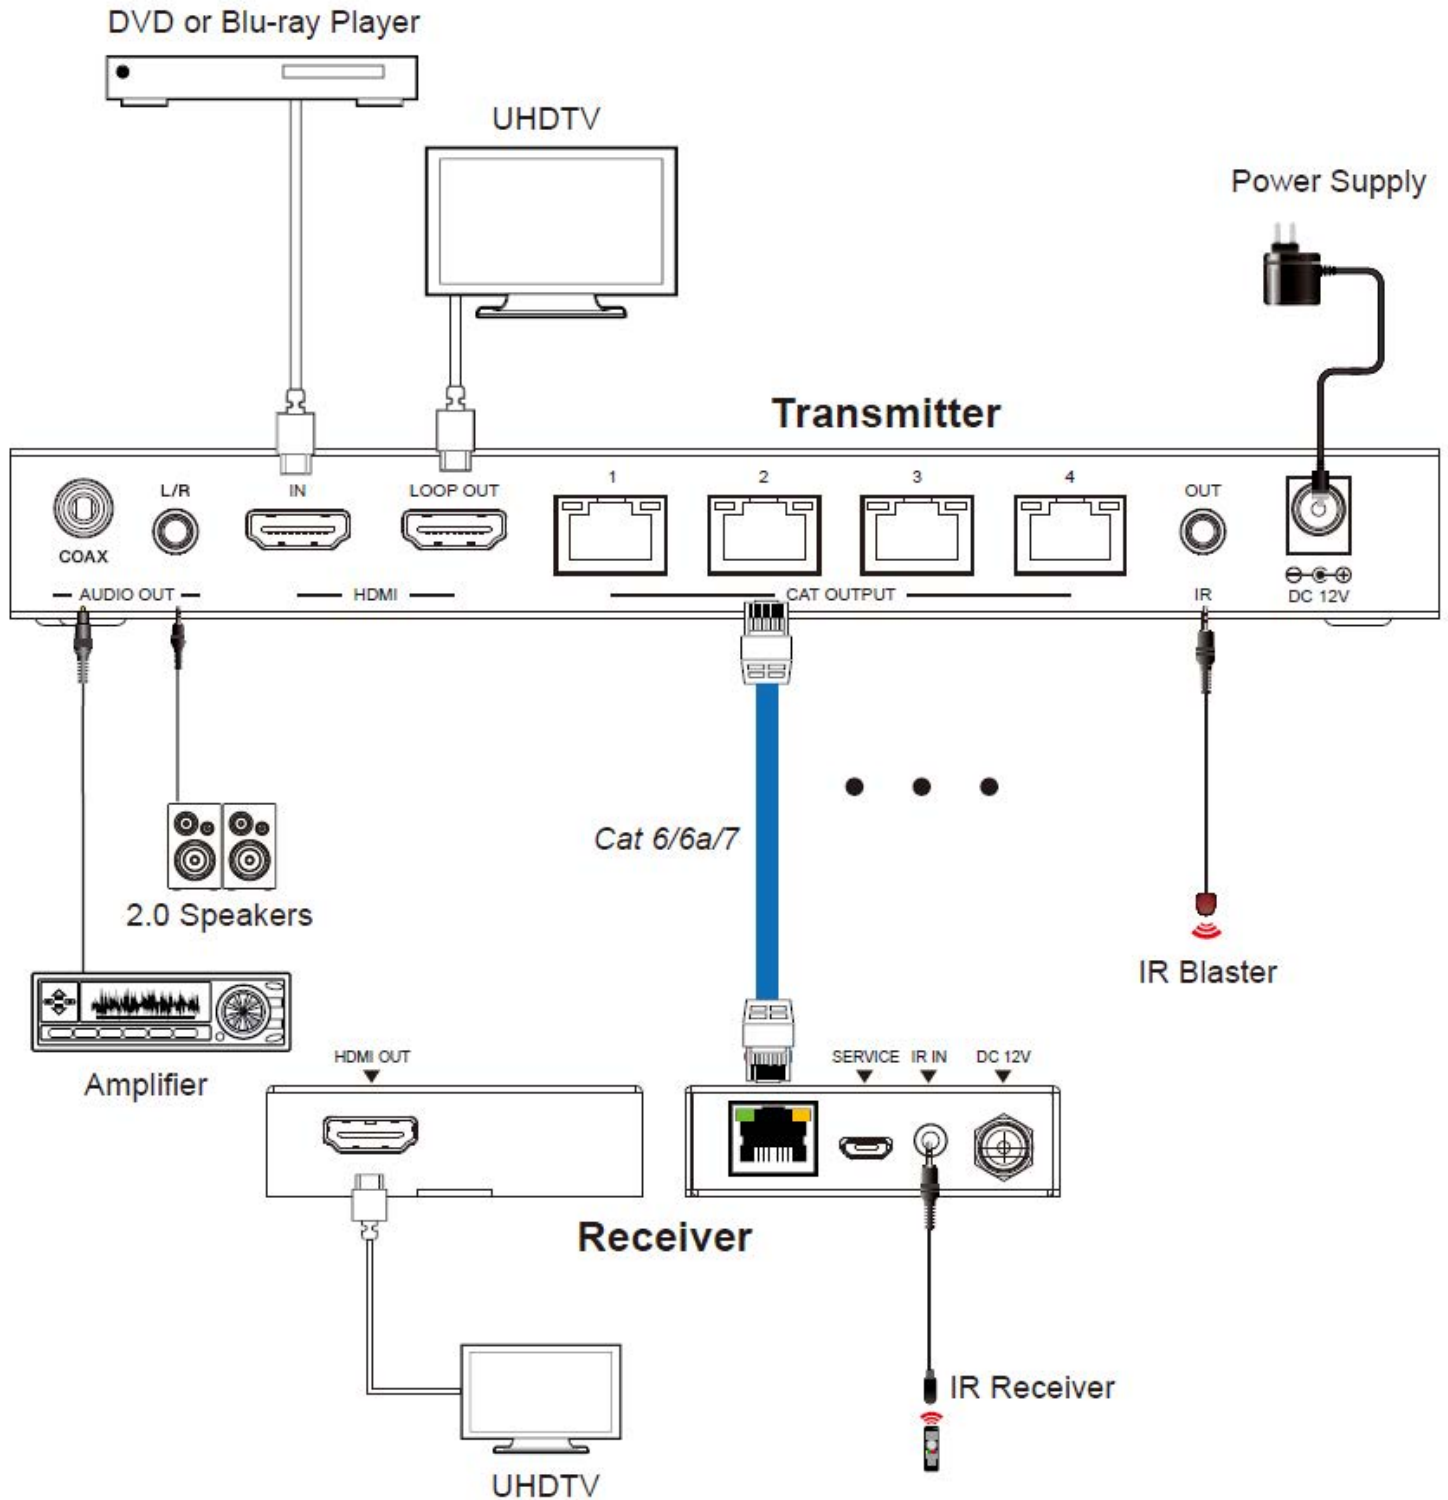 DVD or Blu-ray Player
UHDTV
Power Supply
Transmitter
COAX
L/R
AUDIO OUT
IN
LOOP OUT
HDMI
1
2
3
4
CAT OUTPUT
OUT
IR
DC 12V
Cat 6/6a/7
2.0 Speakers
IR Blaster
Amplifier
HDMI OUT
SERVICE
IR IN
DC 12V
Receiver
IR Receiver
UHDTV